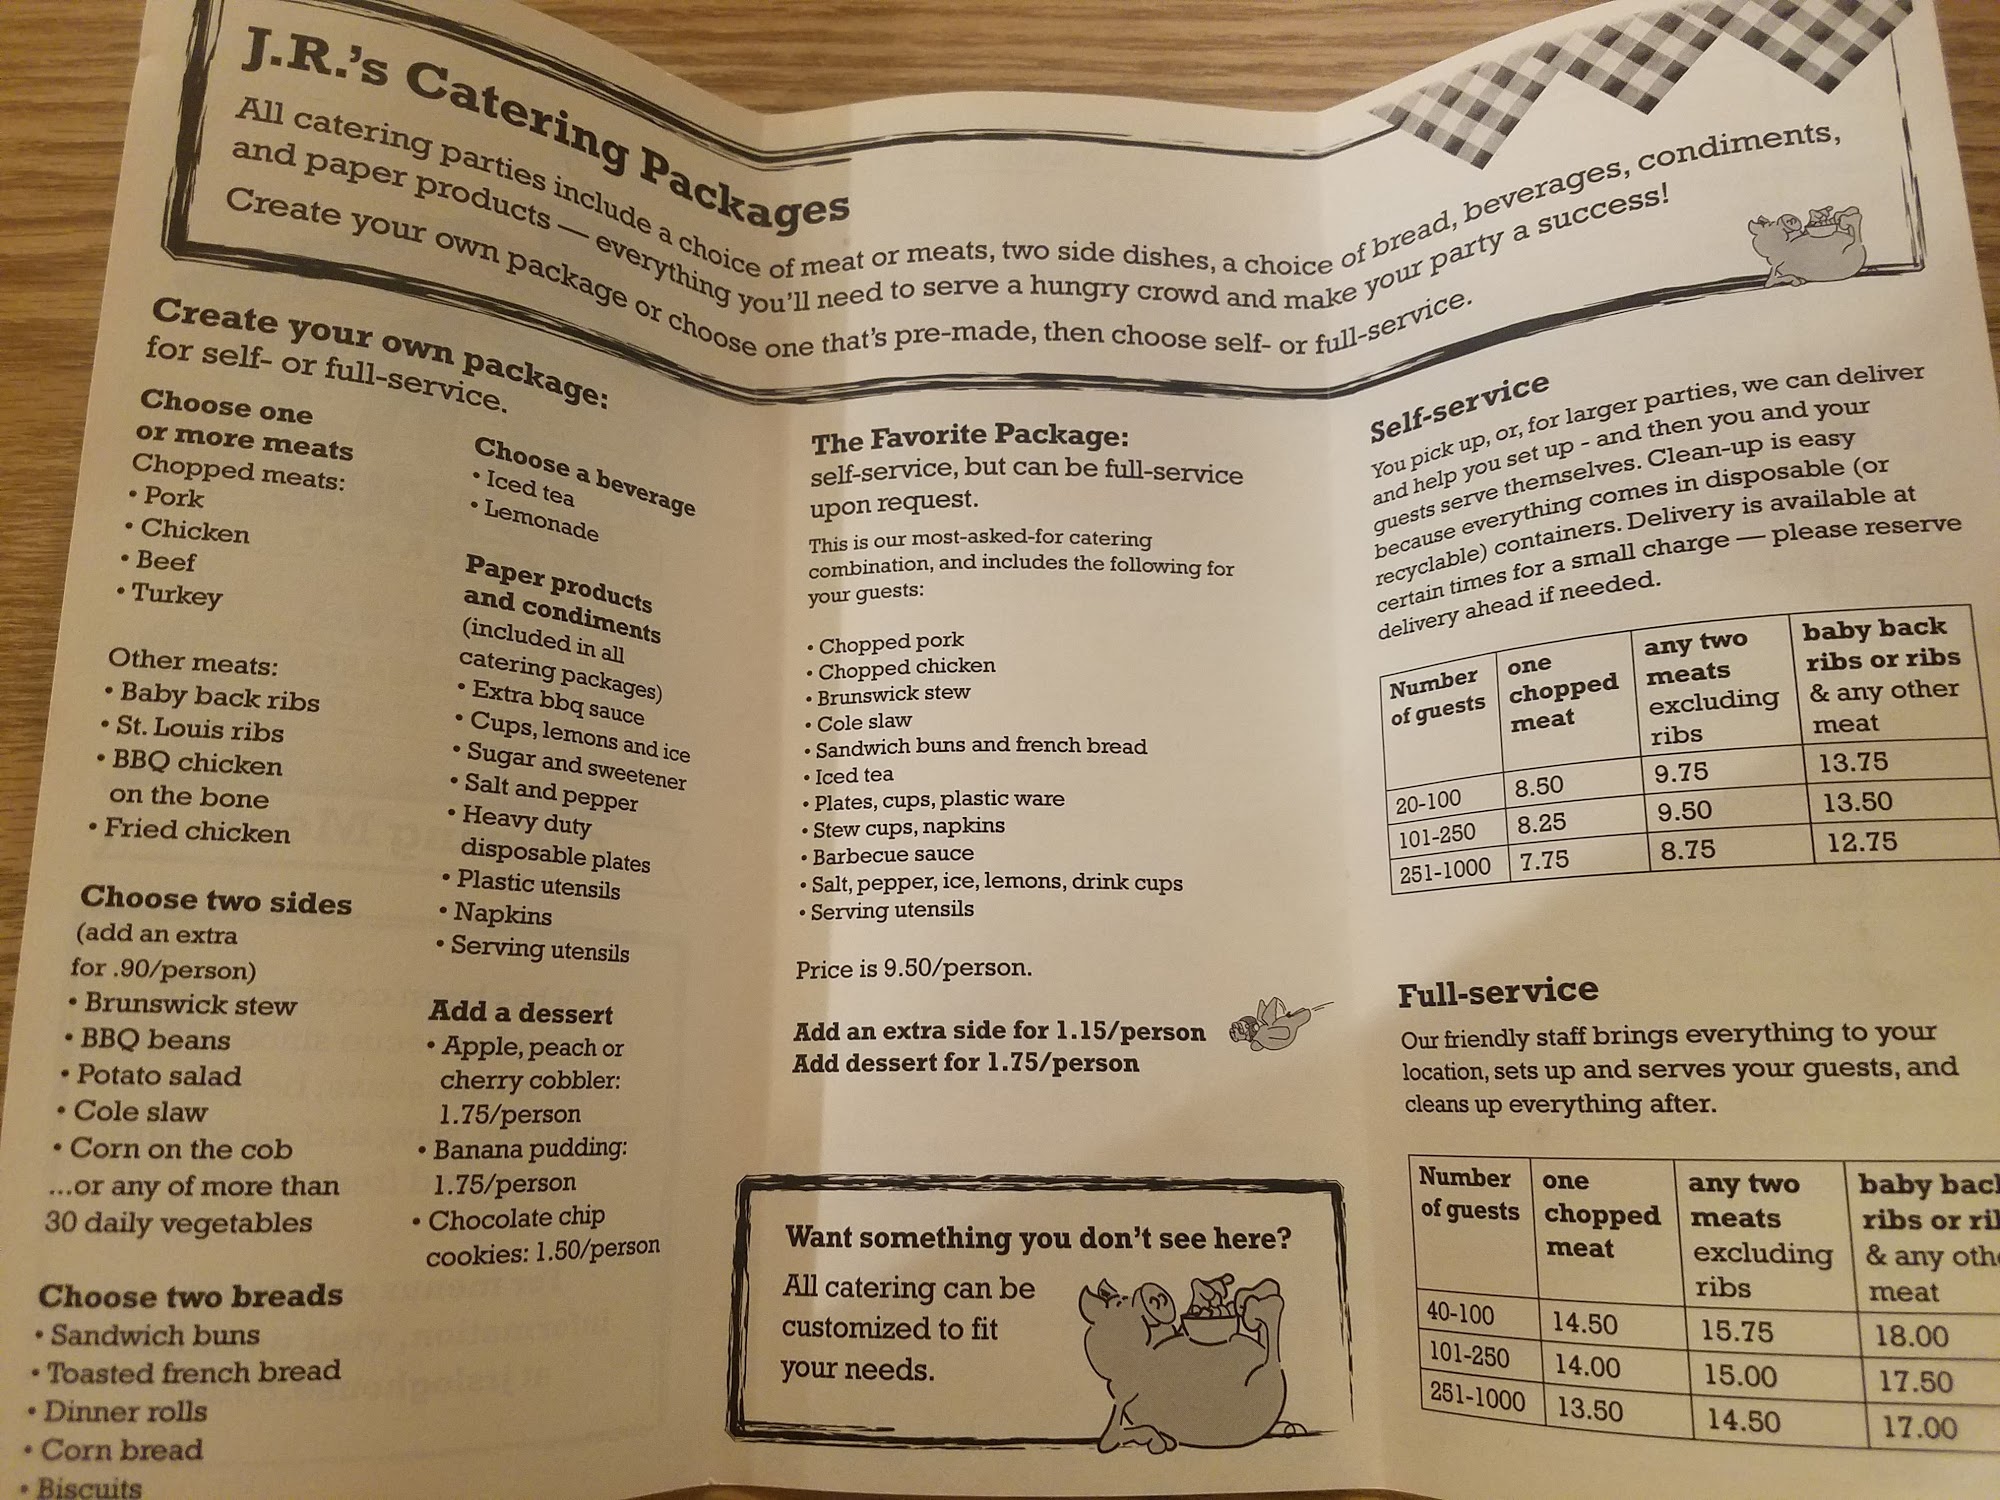 J.R.'s Catering Packages
All catering parties include a choice of meat or meats, two side dishes, a choice of bread, beverages, condiments,
and paper products — everything you'll need to serve a hungry crowd and make your party a success!
Create your own package or choose one that's pre-made, then choose self- or full-service.
Create your own package:
for self- or full-service.
Choose one
or more meats
Chopped meats:
• Pork
• Chicken
• Beef
• Turkey
Other meats:
• Baby back ribs
• St. Louis ribs
• BBQ chicken
on the bone
• Fried chicken
Choose two sides
(add an extra
for .90/person)
• Brunswick stew
• BBQ beans
• Potato salad
• Cole slaw
• Corn on the cob
...or any of more than
30 daily vegetables
Choose two breads
• Sandwich buns
• Toasted french bread
• Dinner rolls
• Corn bread
• Biscuits
Choose a beverage
• Iced tea
• Lemonade
Paper products
and condiments
(included in all
catering packages)
• Extra bbq sauce
• Cups, lemons and ice
• Sugar and sweetener
• Salt and pepper
• Heavy duty
disposable plates
• Plastic utensils
• Napkins
• Serving utensils
Add a dessert
• Apple, peach or
cherry cobbler:
1.75/person
• Banana pudding:
1.75/person
• Chocolate chip
cookies: 1.50/person
The Favorite Package:
self-service, but can be full-service
upon request.
This is our most-asked-for catering
combination, and includes the following for
your guests:
• Chopped pork
• Chopped chicken
• Brunswick stew
• Cole slaw
• Sandwich buns and french bread
• Iced tea
• Plates, cups, plastic ware
• Stew cups, napkins
• Barbecue sauce
• Salt, pepper, ice, lemons, drink cups
• Serving utensils
Price is 9.50/person.
Add an extra side for 1.15/person
Add dessert for 1.75/person
Want something you don't see here?
All catering can be
customized to fit
your needs.
Self-service
You pick up, or, for larger parties, we can deliver
and help you set up - and then you and your
guests serve themselves. Clean-up is easy
because everything comes in disposable (or
recyclable) containers. Delivery is available at
certain times for a small charge — please reserve
delivery ahead if needed.
Number of guests one chopped meat any two meats excluding ribs baby back ribs or ribs & any other meat
20-100 8.50 9.75 13.75
101-250 8.25 9.50 13.50
251-1000 7.75 8.75 12.75
Full-service
Our friendly staff brings everything to your
location, sets up and serves your guests, and
cleans up everything after.
Number of guests one chopped meat any two meats excluding ribs baby ribs or & any meat
40-100 14.50 15.75 18.00
101-250 14.00 15.00 17.50
251-1000 13.50 14.50 17.00